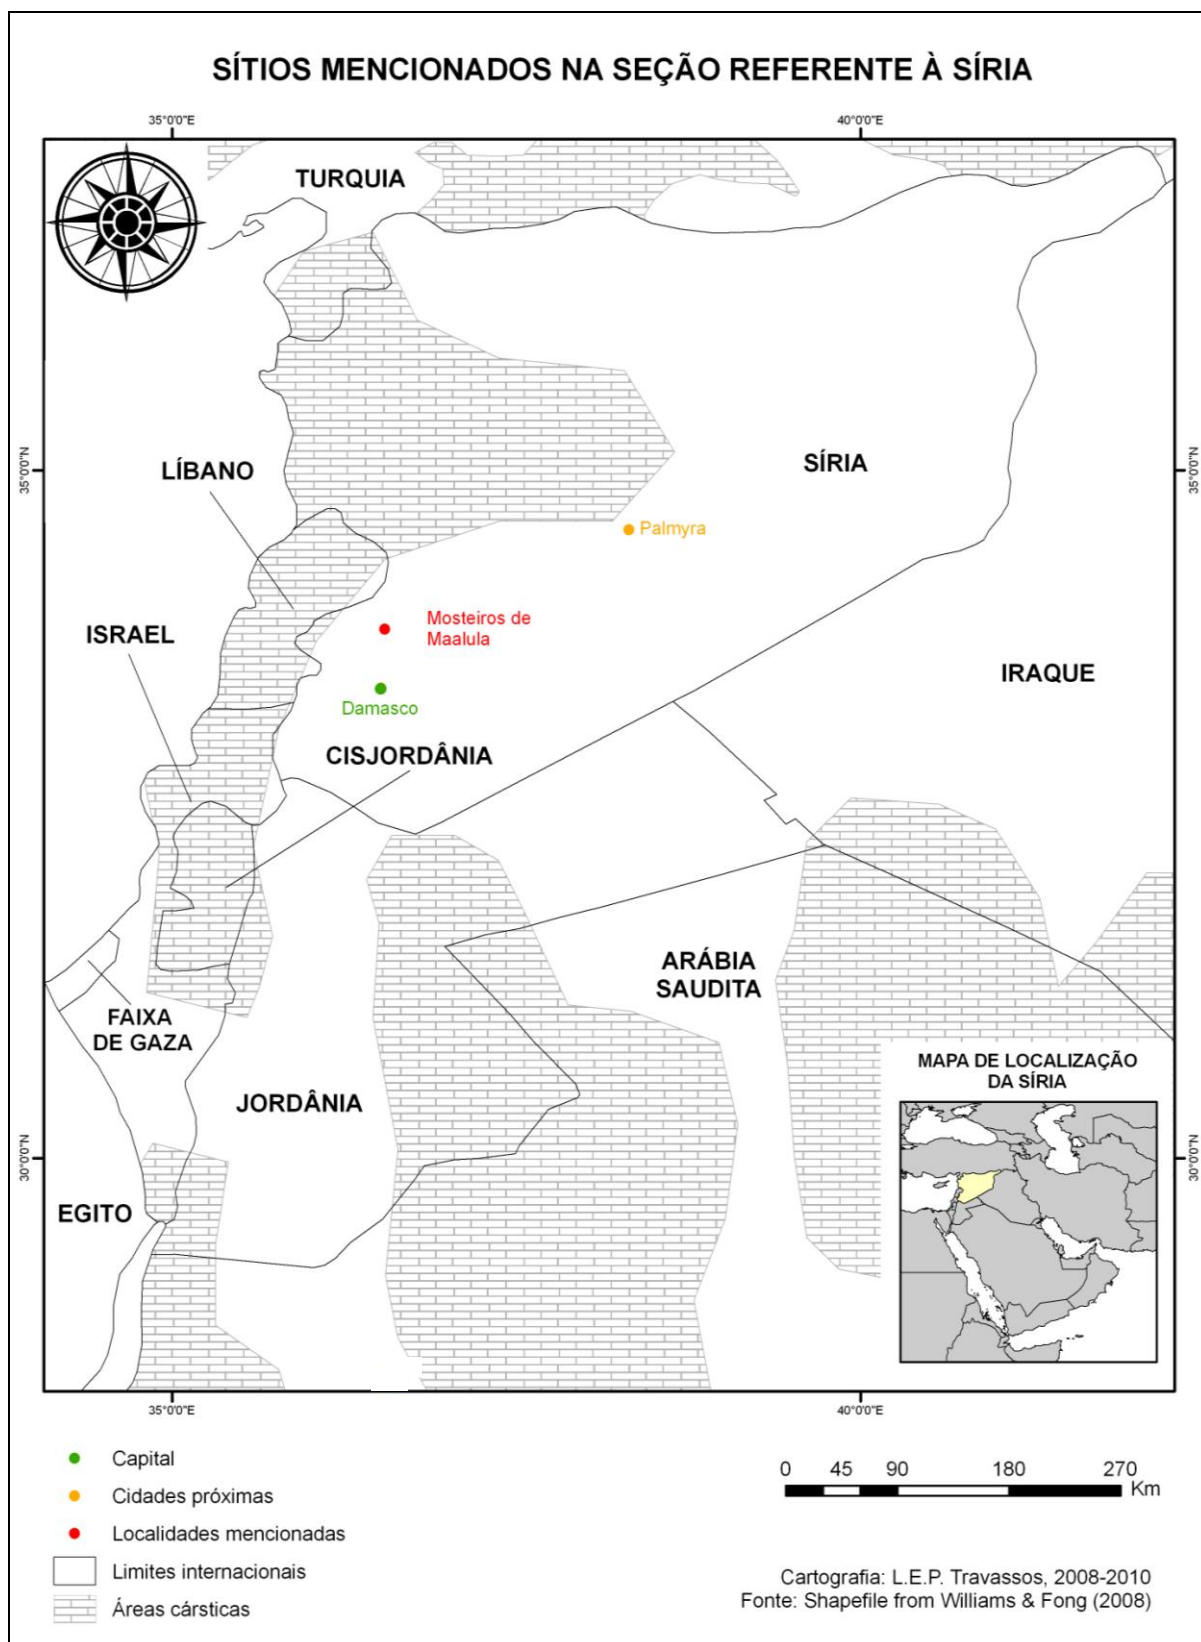 SÍTIOS MENCIONADOS NA SEÇÃO REFERENTE À SÍRIA
35°0'0"E
40°0'0"E
TURQUIA
35°0'0"N
LÍBANO
SÍRIA
35°0'0"N
Palmyra
Mosteiros de
Maalula
ISRAEL
IRAQUE
Damasco
CISJORDÂNIA
ARÁBIA
SAUDITA
FAIXA
DE GAZA
MAPA DE LOCALIZAÇÃO
DA SÍRIA
JORDÂNIA
30°0'0"N
30°0'0"N
EGITO
35°0'0"E
40°0'0"E
Capital
Cidades próximas
Localidades mencionadas
Limites internacionais
Áreas cársticas
0 45 90 180 270
Km
Cartografia: L.E.P. Travassos, 2008-2010
Fonte: Shapefile from Williams & Fong (2008)